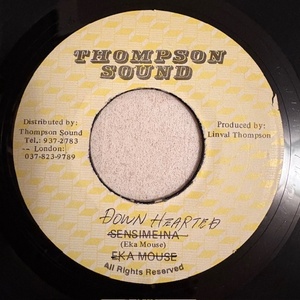 THOMPSON
SOUND
Distributed by:
Thompson Sound
Tel.; 937-2783
-- London:
037-823-9789
Produced by:
Linval Thompson
DOWN HEARTED
SENSIMEINA
(Eka Mouse)
EKA MOUSE
All Rights Reserved